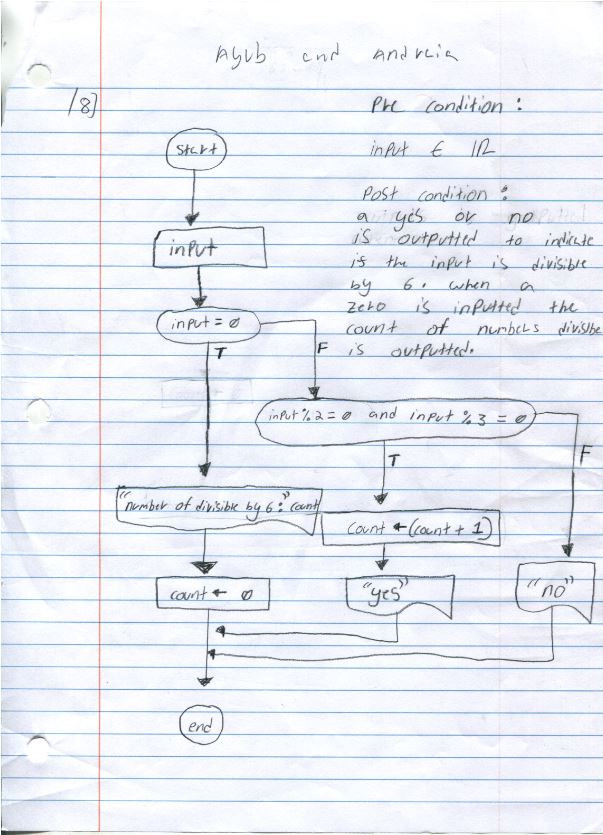 Ayub and Andreia
/8]
Pre condition:
start
input ∈ ℝ
Post condition:
a yes or no
is outputted to indicate
input
is the input is divisible
by 6. when a
zero is inputted the
input = 0
count of numbers divisible
T
F
is outputted.
input % 2 = 0 and input % 3 = 0
T
F
"number of divisible by 6:" count
count ← (count + 1)
count ← 0
"yes"
"no"
end